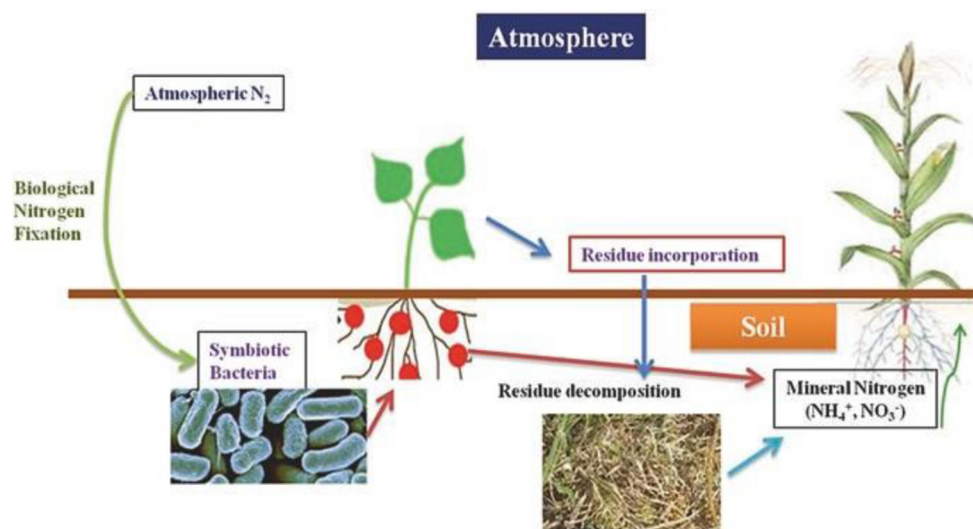 Atmosphere
Atmospheric N₂
Biological
Nitrogen
Fixation
Residue incorporation
Soil
Symbiotic
Bacteria
Residue decomposition
Mineral Nitrogen
(NH₄⁺, NO₃⁻)